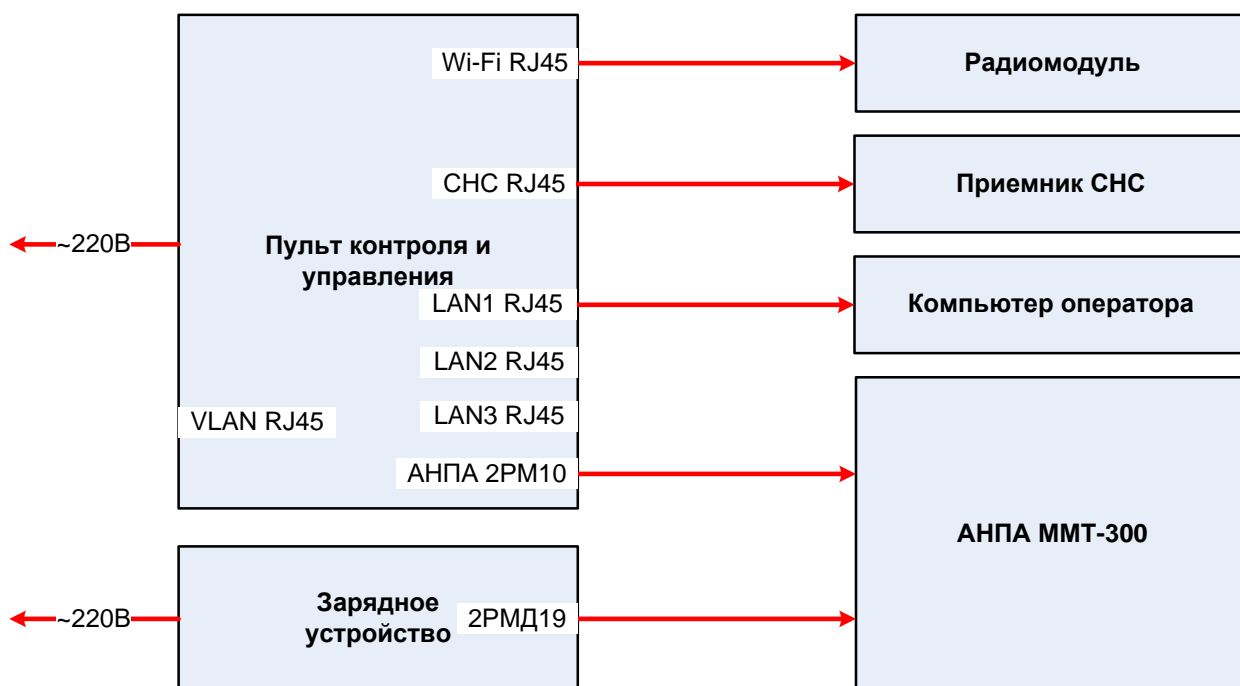 Wi-Fi RJ45
Радиомодуль
СНС RJ45
Приемник СНС
~220В
Пульт контроля и
управления
LAN1 RJ45
Компьютер оператора
LAN2 RJ45
LAN3 RJ45
VLAN RJ45
АНПА 2РМ10
АНПА ММТ-300
~220В
Зарядное
устройство
2РМД19